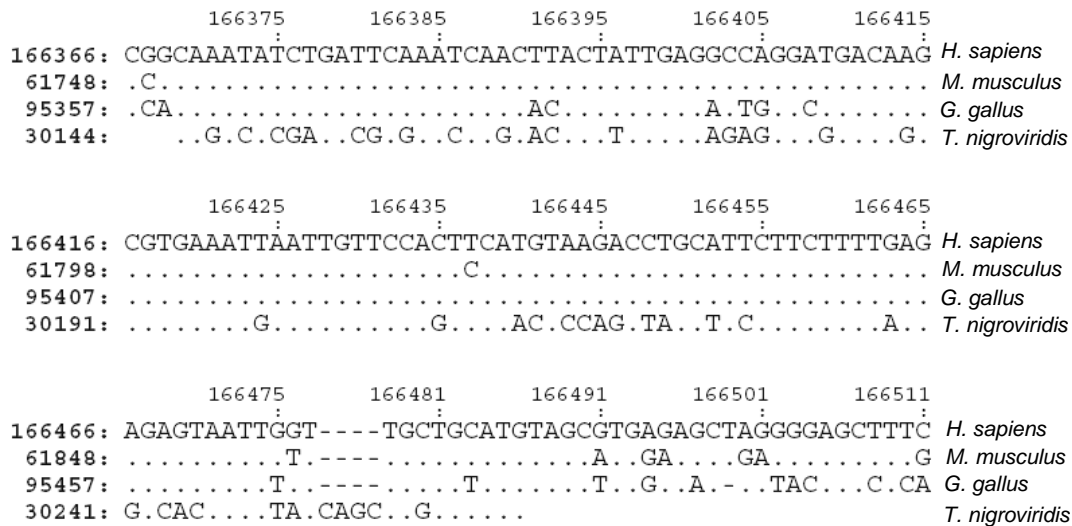 166375 166385 166395 166405 166415
: : : : :
166366: CGGCAAATATCTGATTCAAATCAACTTACTATTGAGGCCAGGATGACAAG H. sapiens
61748: .C................................................ M. musculus
95357: .CA......................AC.........A.TG..C....... G. gallus
30144: ..G.C.CGA..CG.G..C..G.AC...T.....AGAG...G....G. T. nigroviridis
166425 166435 166445 166455 166465
: : : : :
166416: CGTGAAATTAATTGTTCCACTTCATGTAAGACCTGCATTCTTCTTTTGAG H. sapiens
61798: .....................C............................ M. musculus
95407: .................................................. G. gallus
30191: ........G..........G....AC.CCAG.TA..T.C........A.. T. nigroviridis
166475 166481 166491 166501 166511
: : : : :
166466: AGAGTAATTGGT----TGCTGCATGTAGCGTGAGAGCTAGGGGAGCTTTC H. sapiens
61848: ..........T.----.............A..GA....GA.........G M. musculus
95457: .........T..----.....T.......T..G..A.-..TAC...C.CA G. gallus
30241: G.CAC....TA.CAGC..G...... T. nigroviridis